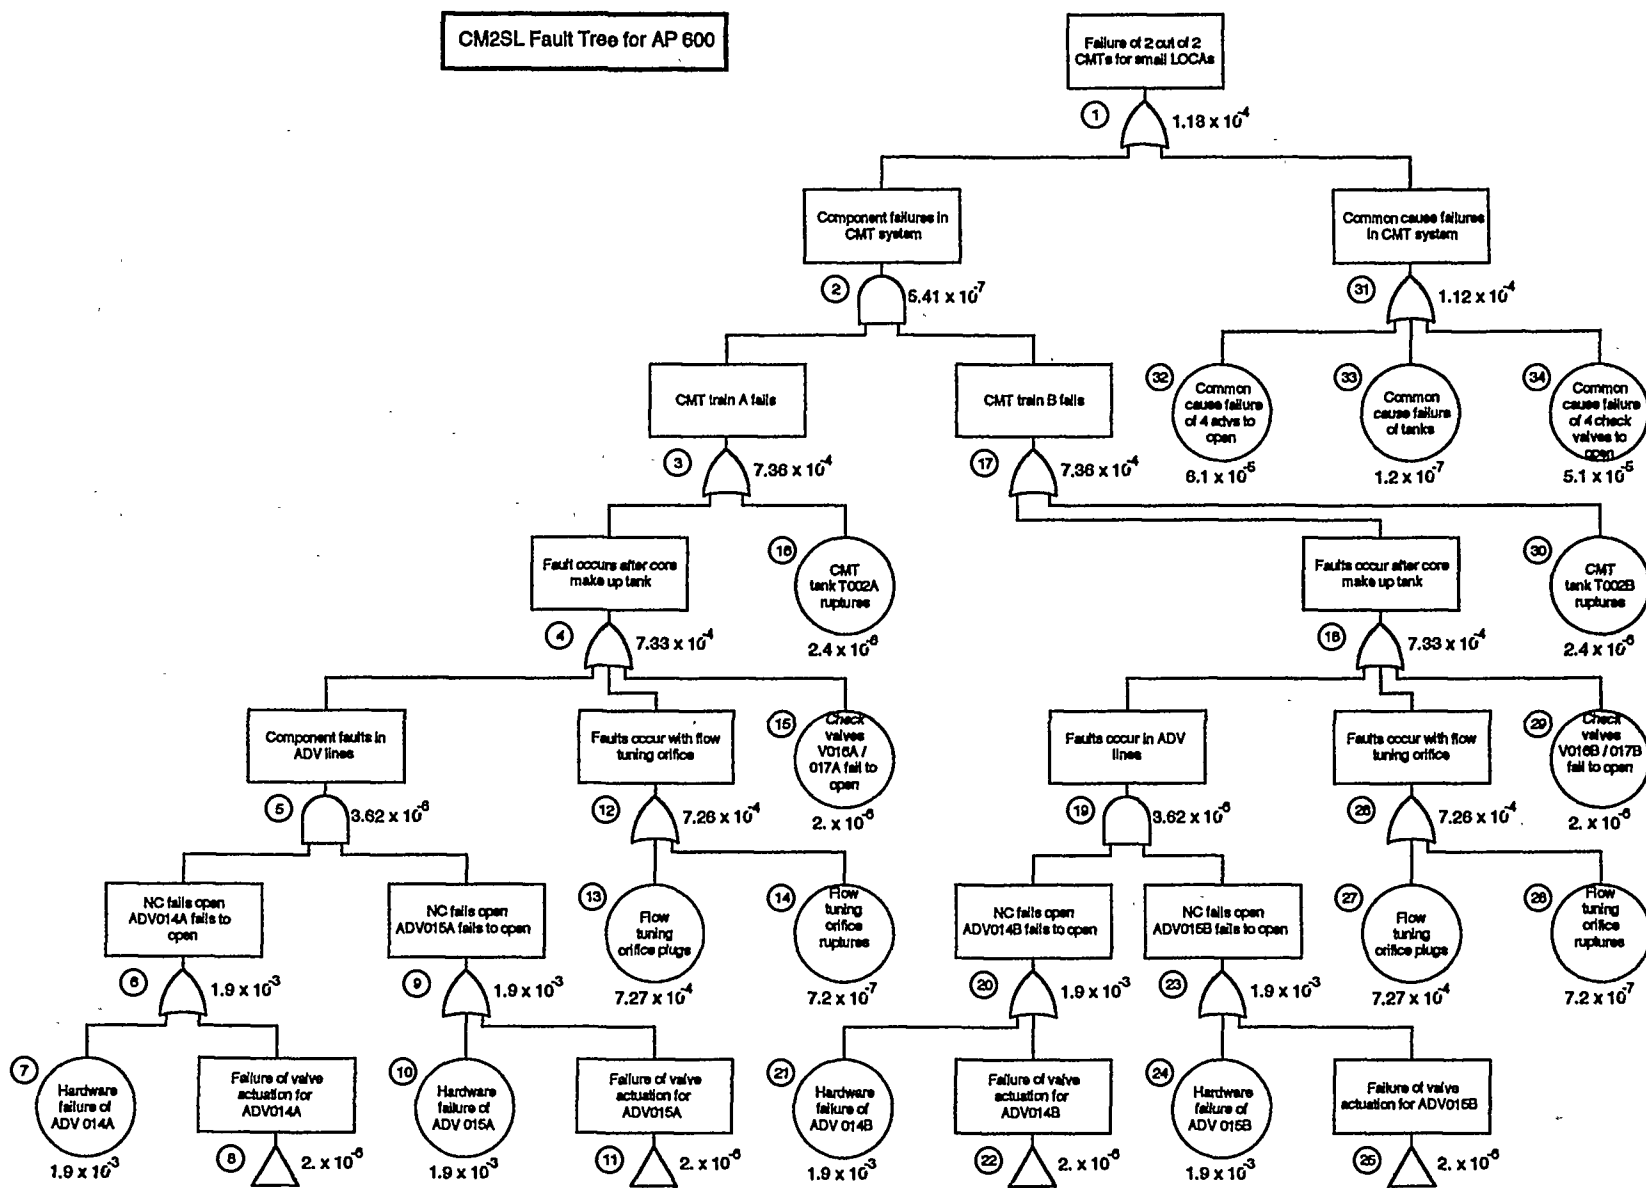 CM2SL Fault Tree for AP 600
Failure of 2 out of 2
CMTs for small LOCAs
1
1.13 x 10-4
Component failures in
CMT system
Common cause failures
in CMT system
2
5.41 x 10-7
31
1.12 x 10-4
CMT train A fails
CMT train B fails
32
Common
cause failure
of 4 advs to
open
6.1 x 10-5
33
Common
cause failure
of tanks
1.2 x 10-7
34
Common
cause failure
of 4 check
valves to
open
5.1 x 10-5
3
7.36 x 10-4
17
7.36 x 10-4
Fault occurs after core
make up tank
16
CMT
tank T002A
ruptures
2.4 x 10-6
Faults occur after core
make up tank
30
CMT
tank T002B
ruptures
2.4 x 10-6
4
7.33 x 10-4
18
7.33 x 10-4
Component faults in
ADV lines
Faults occur with flow
tuning orifice
15
Check
valves
V016A /
017A fail to
open
2. x 10-6
Faults occur in ADV
lines
Faults occur with flow
tuning orifice
29
Check
valves
V016B / 017B
fail to open
2. x 10-6
5
3.62 x 10-6
12
7.26 x 10-4
19
3.62 x 10-6
26
7.26 x 10-4
NC fails open
ADV014A fails to
open
NC fails open
ADV015A fails to open
13
Flow
tuning
orifice plugs
7.27 x 10-4
14
Flow
tuning
orifice
ruptures
7.2 x 10-7
NC fails open
ADV014B fails to open
NC fails open
ADV015B fails to open
27
Flow
tuning
orifice plugs
7.27 x 10-4
28
Flow
tuning
orifice
ruptures
7.2 x 10-7
6
1.9 x 10-3
9
1.9 x 10-3
20
1.9 x 10-3
23
1.9 x 10-3
7
Hardware
failure of
ADV 014A
1.9 x 10-3
Failure of valve
actuation for
ADV014A
8
2. x 10-6
10
Hardware
failure of
ADV 015A
1.9 x 10-3
Failure of valve
actuation for
ADV015A
11
2. x 10-6
21
Hardware
failure of
ADV 014B
1.9 x 10-3
Failure of valve
actuation for
ADV014B
22
2. x 10-6
24
Hardware
failure of
ADV 015B
1.9 x 10-3
Failure of valve
actuation for ADV015B
25
2. x 10-6